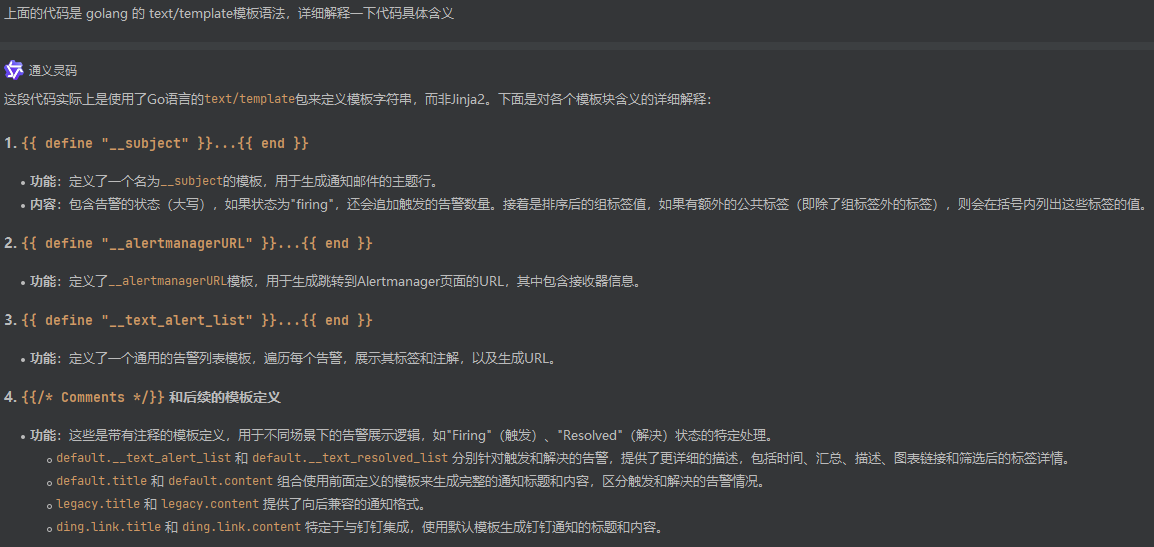 上面的代码是 golang 的 text/template模板语法，详细解释一下代码具体含义
通义灵码
这段代码实际上是使用了Go语言的text/template包来定义模板字符串，而非Jinja2。下面是对各个模板块含义的详细解释：
1. {{ define "__subject" }}...{{ end }}
• 功能：定义了一个名为__subject的模板，用于生成通知邮件的主题行。
• 内容：包含告警的状态（大写），如果状态为"firing"，还会追加触发的告警数量。接着是排序后的组标签值，如果有额外的公共标签（即除了组标签外的标签），则会在括号内列出这些标签的值。
2. {{ define "__alertmanagerURL" }}...{{ end }}
• 功能：定义了__alertmanagerURL模板，用于生成跳转到Alertmanager页面的URL，其中包含接收器信息。
3. {{ define "__text_alert_list" }}...{{ end }}
• 功能：定义了一个通用的告警列表模板，遍历每个告警，展示其标签和注解，以及生成URL。
4. {{/* Comments */}} 和后续的模板定义
• 功能：这些是带有注释的模板定义，用于不同场景下的告警展示逻辑，如"Firing"（触发）、"Resolved"（解决）状态的特定处理。
○ default.__text_alert_list 和 default.__text_resolved_list 分别针对触发和解决的告警，提供了更详细的描述，包括时间、汇总、描述、图表链接和筛选后的标签详情。
○ default.title 和 default.content 组合使用前面定义的模板来生成完整的通知标题和内容，区分触发和解决的告警情况。
○ legacy.title 和 legacy.content 提供了向后兼容的通知格式。
○ ding.link.title 和 ding.link.content 特定于与钉钉集成，使用默认模板生成钉钉通知的标题和内容。